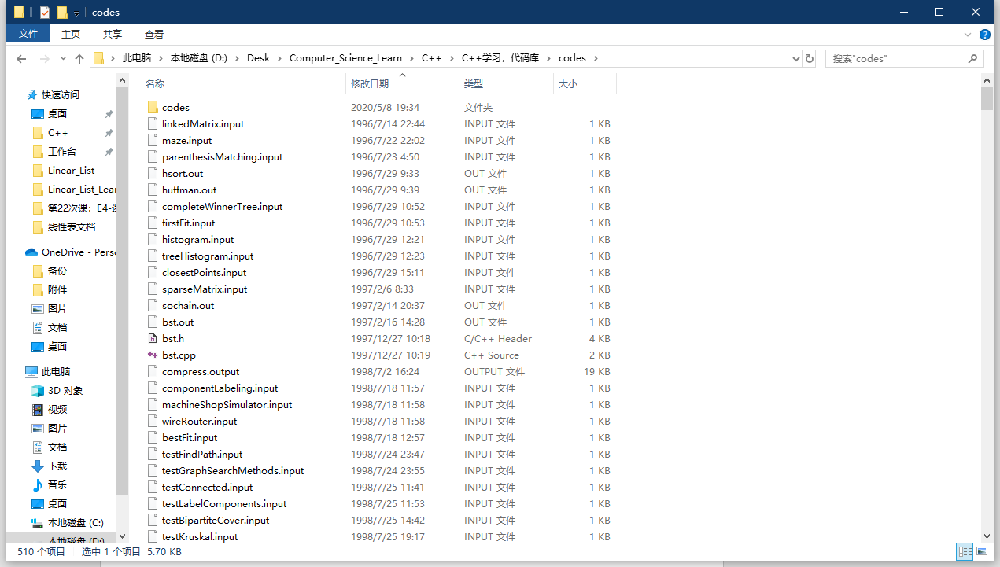 codes
文件 主页 共享 查看
此电脑 本地磁盘 (D:) Desk Computer_Science_Learn C++ C++学习，代码库 codes 搜索"codes"
名称 修改日期 类型 大小
快速访问
桌面
C++
工作台
Linear_List
Linear_List_Lear
第22次课：E4-
线性表文档
OneDrive - Pers
备份
附件
图片
文档
桌面
此电脑
3D 对象
视频
图片
文档
下载
音乐
桌面
本地磁盘 (C:)
本地磁盘 (D:)
codes 2020/5/8 19:34 文件夹
linkedMatrix.input 1996/7/14 22:44 INPUT 文件 1 KB
maze.input 1996/7/22 22:02 INPUT 文件 1 KB
parenthesisMatching.input 1996/7/23 4:50 INPUT 文件 1 KB
hsort.out 1996/7/29 9:33 OUT 文件 1 KB
huffman.out 1996/7/29 9:39 OUT 文件 1 KB
completeWinnerTree.input 1996/7/29 10:52 INPUT 文件 1 KB
firstFit.input 1996/7/29 10:53 INPUT 文件 1 KB
histogram.input 1996/7/29 12:21 INPUT 文件 1 KB
treeHistogram.input 1996/7/29 12:23 INPUT 文件 1 KB
closestPoints.input 1996/7/29 15:11 INPUT 文件 1 KB
sparseMatrix.input 1997/2/6 8:33 INPUT 文件 1 KB
sochain.out 1997/2/14 20:37 OUT 文件 1 KB
bst.out 1997/2/16 14:28 OUT 文件 1 KB
bst.h 1997/12/27 10:18 C/C++ Header 4 KB
bst.cpp 1997/12/27 10:19 C++ Source 2 KB
compress.output 1998/7/2 16:24 OUTPUT 文件 19 KB
componentLabeling.input 1998/7/18 11:57 INPUT 文件 1 KB
machineShopSimulator.input 1998/7/18 11:58 INPUT 文件 1 KB
wireRouter.input 1998/7/18 11:58 INPUT 文件 1 KB
bestFit.input 1998/7/18 12:57 INPUT 文件 1 KB
testFindPath.input 1998/7/24 23:47 INPUT 文件 1 KB
testGraphSearchMethods.input 1998/7/24 23:55 INPUT 文件 1 KB
testConnected.input 1998/7/25 11:41 INPUT 文件 1 KB
testLabelComponents.input 1998/7/25 11:53 INPUT 文件 1 KB
testBipartiteCover.input 1998/7/25 14:42 INPUT 文件 1 KB
testKruskal.input 1998/7/25 19:17 INPUT 文件 1 KB
510 个项目 选中 1 个项目 5.70 KB